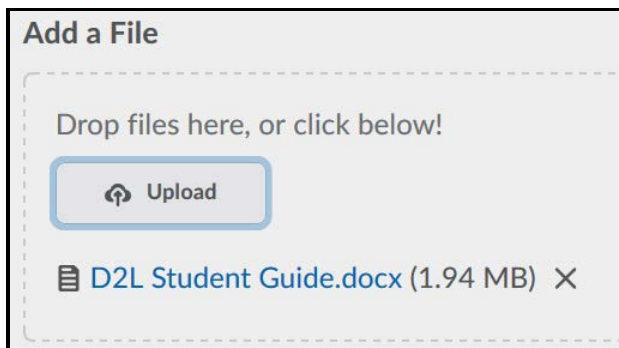 Add a File
Drop files here, or click below!
Upload
D2L Student Guide.docx (1.94 MB)